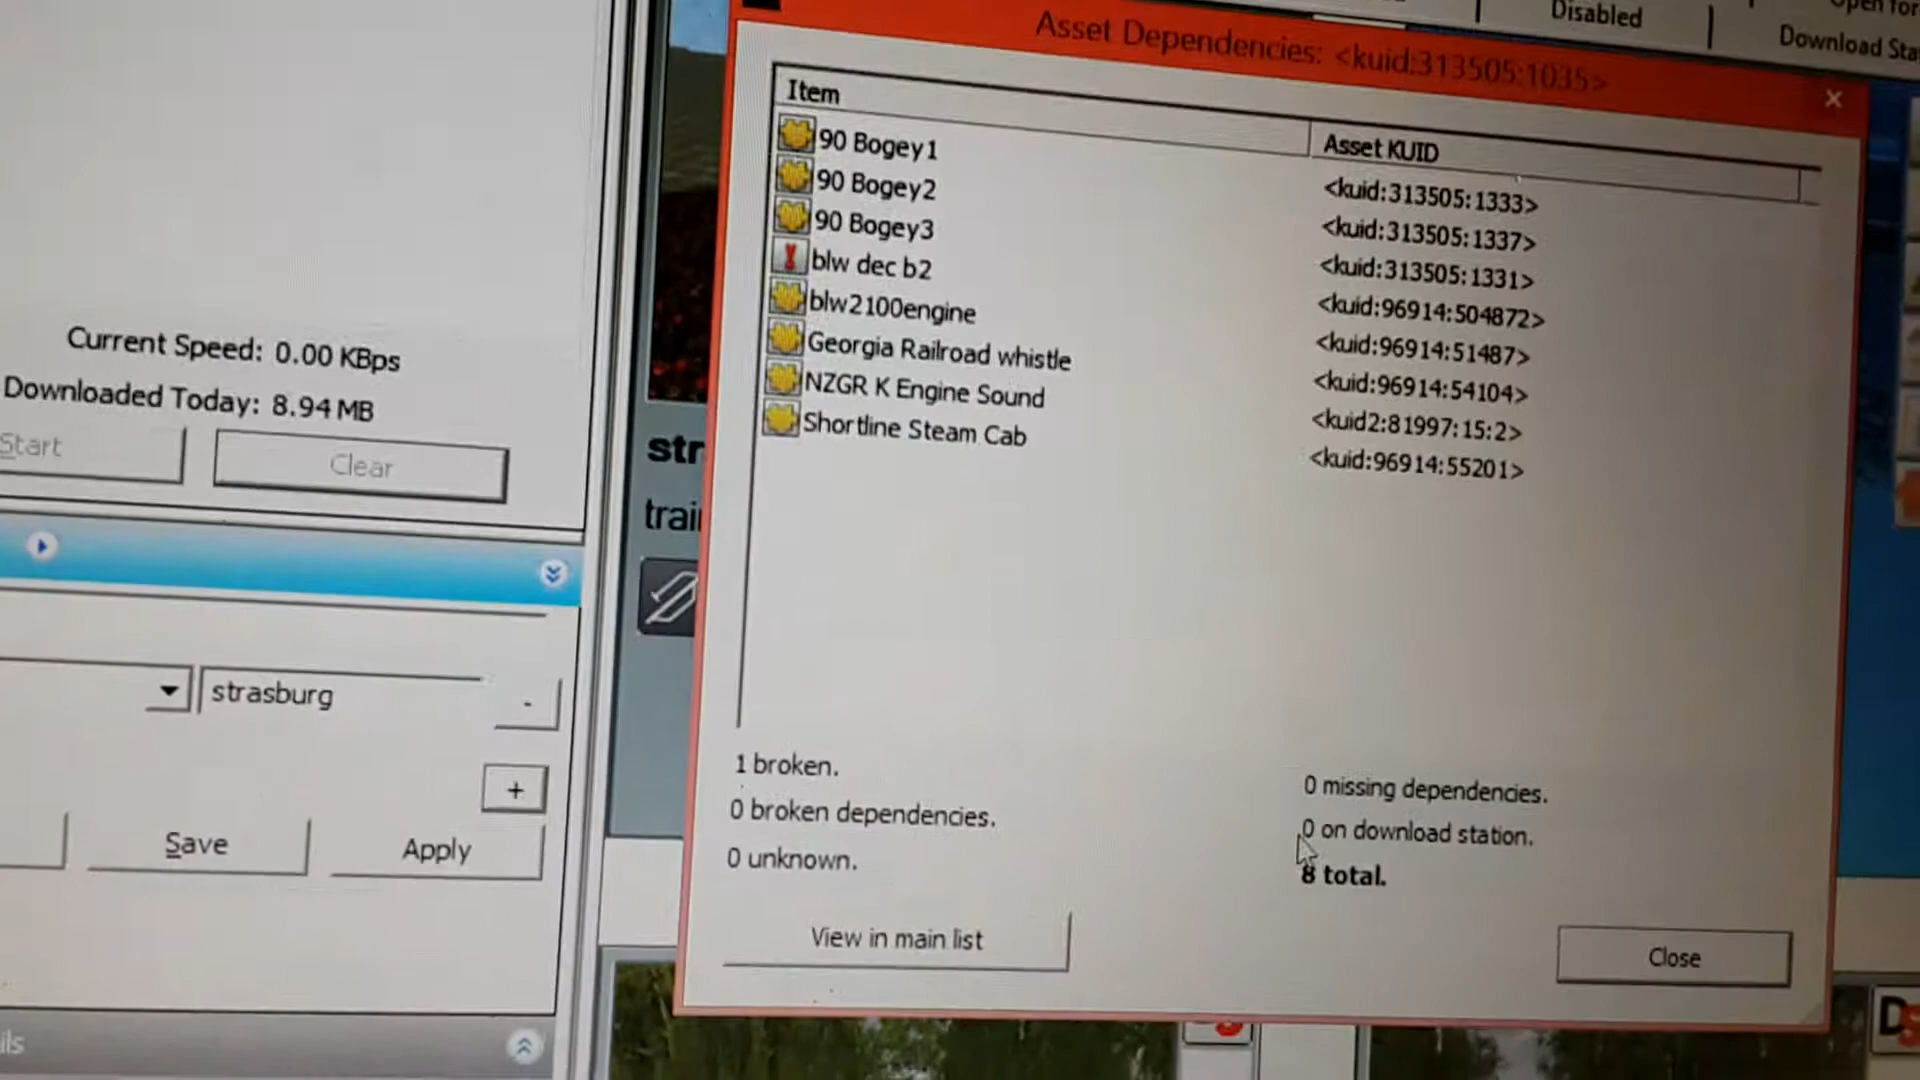 Disabled
Open for
Download Sta
Asset Dependencies: <kuid:313505:1035>
Item
Asset KUID
90 Bogey1
<kuid:313505:1333>
90 Bogey2
<kuid:313505:1337>
90 Bogey3
<kuid:313505:1331>
blw dec b2
<kuid:96914:504872>
blw2100engine
<kuid:96914:51487>
Georgia Railroad whistle
<kuid:96914:54104>
NZGR K Engine Sound
<kuid2:81997:15:2>
Shortline Steam Cab
<kuid:96914:55201>
Current Speed: 0.00 KBps
Downloaded Today: 8.94 MB
Start
Clear
str
trai
strasburg
-
+
Save
Apply
ils
1 broken.
0 missing dependencies.
0 broken dependencies.
0 on download station.
0 unknown.
8 total.
View in main list
Close